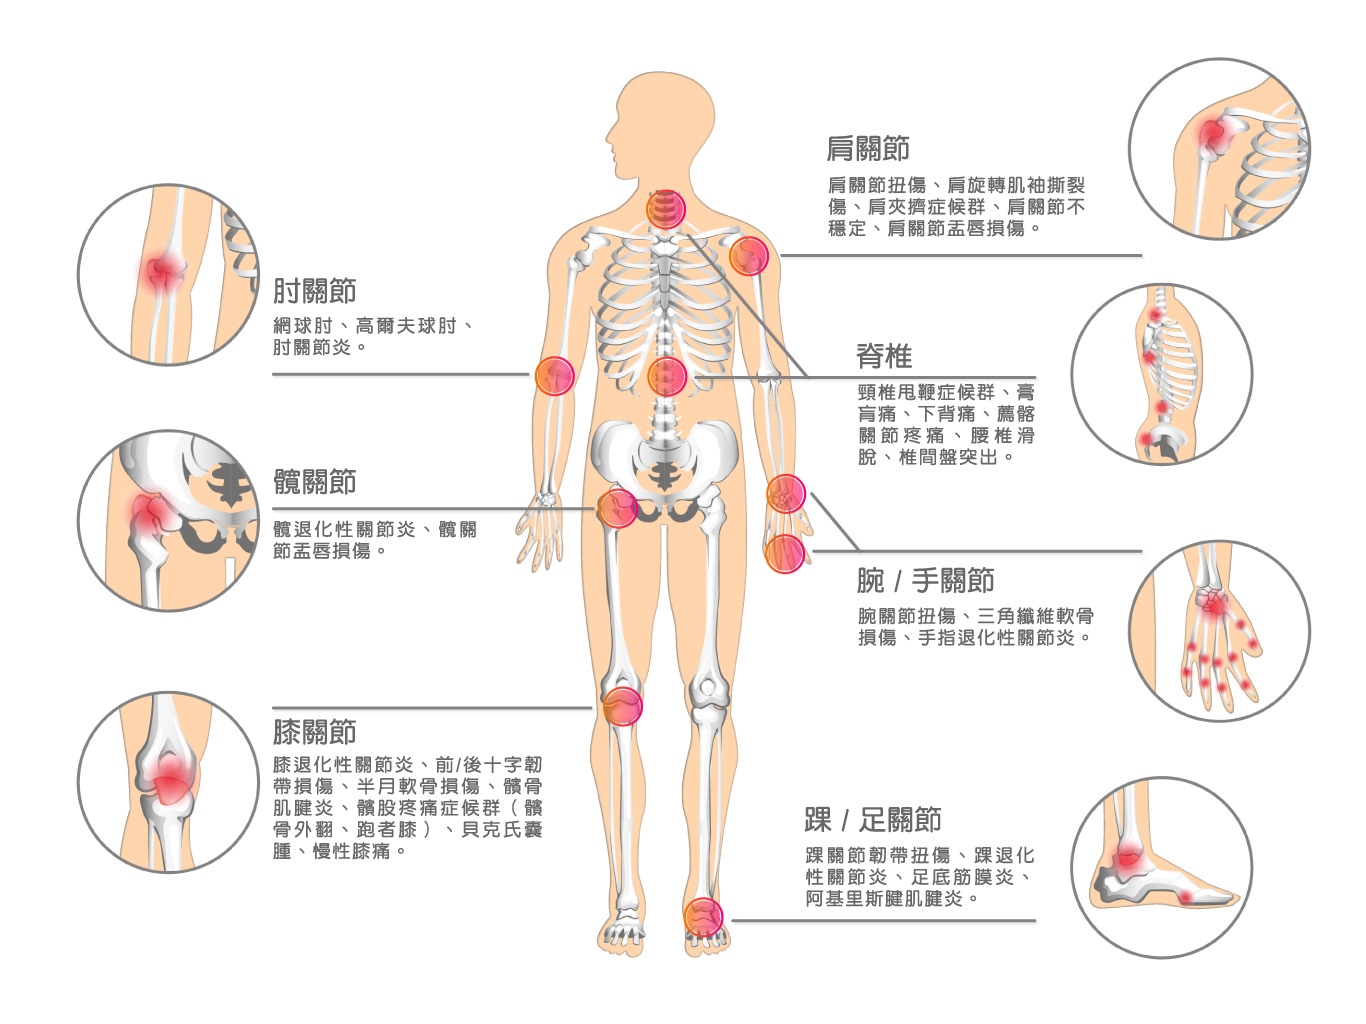 肩關節
肩關節扭傷、肩旋轉肌袖撕裂
傷、肩夾擠症候群、肩關節不
穩定、肩關節盂唇損傷。
肘關節
網球肘、高爾夫球肘、
肘關節炎。
脊椎
頸椎甩鞭症候群、膏
肓痛、下背痛、薦髂
關節疼痛、腰椎滑
脫、椎間盤突出。
髖關節
髖退化性關節炎、髖關
節盂唇損傷。
腕 / 手關節
腕關節扭傷、三角纖維軟骨
損傷、手指退化性關節炎。
膝關節
膝退化性關節炎、前/後十字韌
帶損傷、半月軟骨損傷、髕骨
肌腱炎、髕股疼痛症候群（髕
骨外翻、跑者膝）、貝克氏囊
腫、慢性膝痛。
踝 / 足關節
踝關節韌帶扭傷、踝退化
性關節炎、足底筋膜炎、
阿基里斯腱肌腱炎。